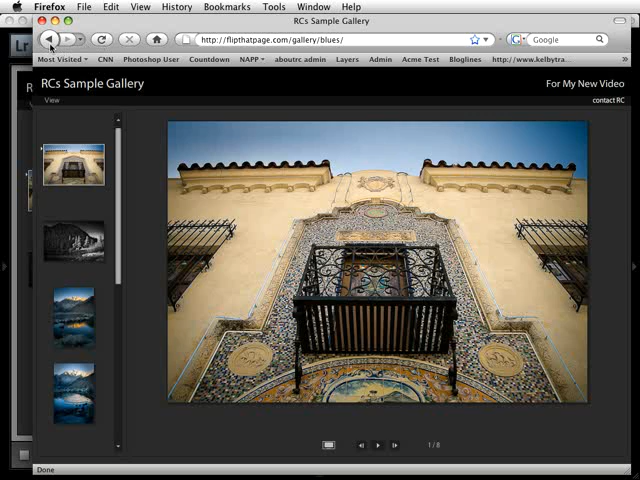 Firefox File Edit View History Bookmarks Tools Window Help
RCs Sample Gallery
http://flipthatpage.com/gallery/blues/
Google
Most Visited CNN Photoshop User Countdown NAPP aboutrc admin Layers Admin Acme Test Bloglines http://www.kelbytra... »
Lr
RCs Sample Gallery
For My New Video
View
contact RC
R
1 / 8
Done